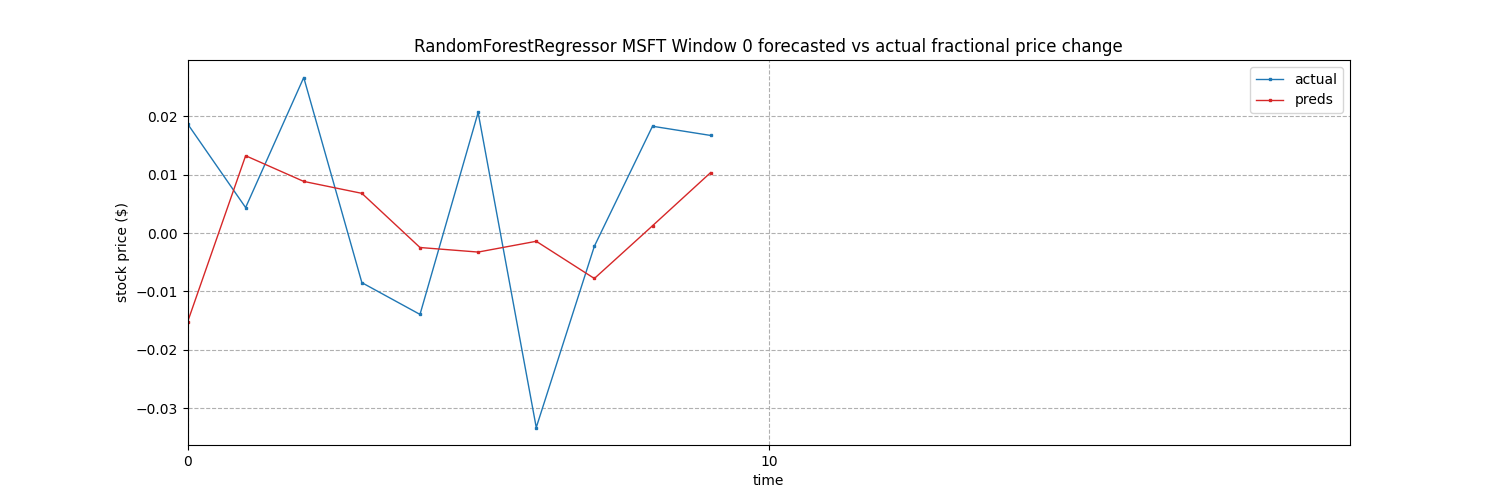 RandomForestRegressor MSFT Window 0 forecasted vs actual fractional price change
actual
preds
stock price ($)
0.02
0.01
0.00
−0.01
−0.02
−0.03
0
10
time